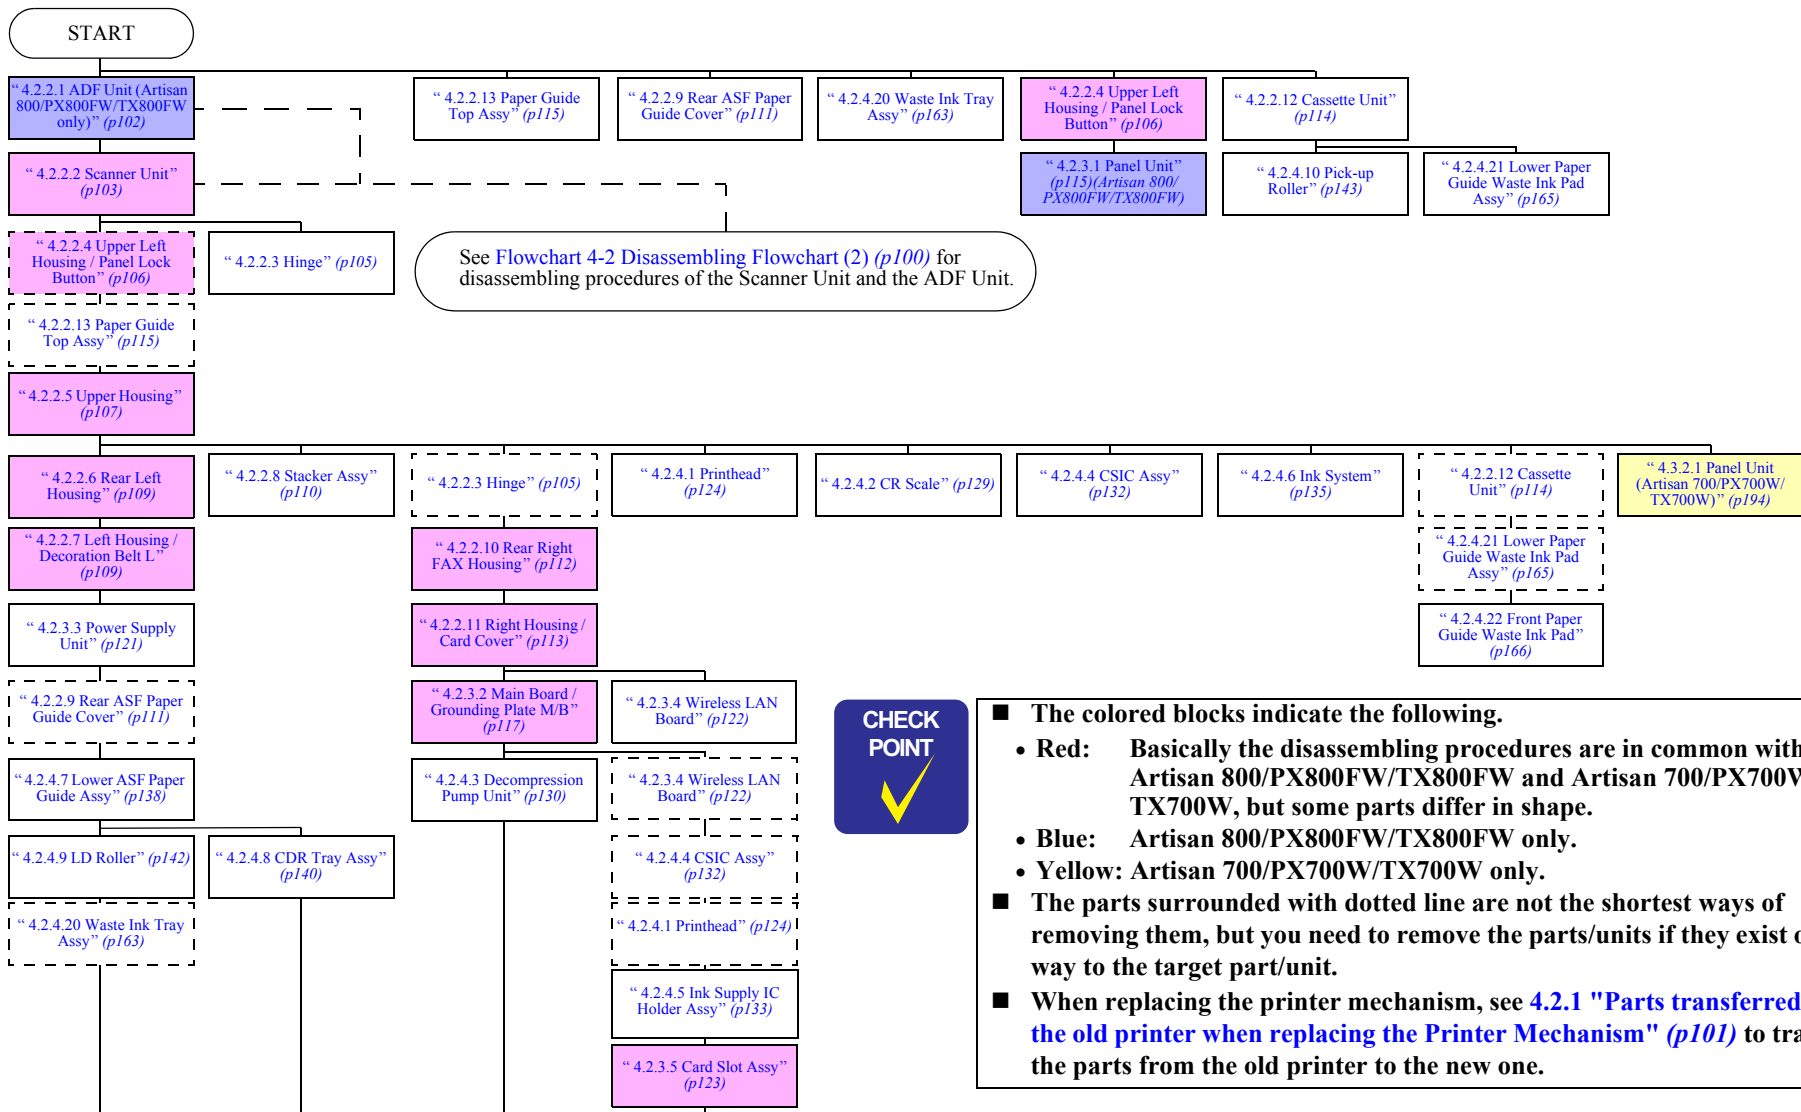 START
“ 4.2.2.1 ADF Unit (Artisan
800/PX800FW/TX800FW
only)” (p102)
“ 4.2.2.13 Paper Guide
Top Assy” (p115)
“ 4.2.2.9 Rear ASF Paper
Guide Cover” (p111)
“ 4.2.4.20 Waste Ink Tray
Assy” (p163)
“ 4.2.2.4 Upper Left
Housing / Panel Lock
Button” (p106)
“ 4.2.2.12 Cassette Unit”
(p114)
“ 4.2.2.2 Scanner Unit”
(p103)
“ 4.2.3.1 Panel Unit”
(p115)(Artisan 800/
PX800FW/TX800FW)
“ 4.2.4.10 Pick-up
Roller” (p143)
“ 4.2.4.21 Lower Paper
Guide Waste Ink Pad
Assy” (p165)
“ 4.2.2.4 Upper Left
Housing / Panel Lock
Button” (p106)
“ 4.2.2.3 Hinge” (p105)
See Flowchart 4-2 Disassembling Flowchart (2) (p100) for
disassembling procedures of the Scanner Unit and the ADF Unit.
“ 4.2.2.13 Paper Guide
Top Assy” (p115)
“ 4.2.2.5 Upper Housing”
(p107)
“ 4.2.2.6 Rear Left
Housing” (p109)
“ 4.2.2.8 Stacker Assy”
(p110)
“ 4.2.2.3 Hinge” (p105)
“ 4.2.4.1 Printhead”
(p124)
“ 4.2.4.2 CR Scale” (p129)
“ 4.2.4.4 CSIC Assy”
(p132)
“ 4.2.4.6 Ink System”
(p135)
“ 4.2.2.12 Cassette
Unit” (p114)
“ 4.3.2.1 Panel Unit
(Artisan 700/PX700W/
TX700W)” (p194)
“ 4.2.2.7 Left Housing /
Decoration Belt L”
(p109)
“ 4.2.2.10 Rear Right
FAX Housing” (p112)
“ 4.2.4.21 Lower Paper
Guide Waste Ink Pad
Assy” (p165)
“ 4.2.3.3 Power Supply
Unit” (p121)
“ 4.2.2.11 Right Housing /
Card Cover” (p113)
“ 4.2.4.22 Front Paper
Guide Waste Ink Pad”
(p166)
“ 4.2.2.9 Rear ASF Paper
Guide Cover” (p111)
“ 4.2.3.2 Main Board /
Grounding Plate M/B”
(p117)
“ 4.2.3.4 Wireless LAN
Board” (p122)
“ 4.2.4.7 Lower ASF Paper
Guide Assy” (p138)
“ 4.2.4.3 Decompression
Pump Unit” (p130)
“ 4.2.3.4 Wireless LAN
Board” (p122)
“ 4.2.4.9 LD Roller” (p142)
“ 4.2.4.8 CDR Tray Assy”
(p140)
“ 4.2.4.4 CSIC Assy”
(p132)
“ 4.2.4.20 Waste Ink Tray
Assy” (p163)
“ 4.2.4.1 Printhead” (p124)
“ 4.2.4.5 Ink Supply IC
Holder Assy” (p133)
“ 4.2.3.5 Card Slot Assy”
(p123)
CHECK
POINT
■ The colored blocks indicate the following.
• Red: Basically the disassembling procedures are in common with
Artisan 800/PX800FW/TX800FW and Artisan 700/PX700W
TX700W, but some parts differ in shape.
• Blue: Artisan 800/PX800FW/TX800FW only.
• Yellow: Artisan 700/PX700W/TX700W only.
■ The parts surrounded with dotted line are not the shortest ways of
removing them, but you need to remove the parts/units if they exist
way to the target part/unit.
■ When replacing the printer mechanism, see 4.2.1 "Parts transferred
the old printer when replacing the Printer Mechanism" (p101) to
the parts from the old printer to the new one.